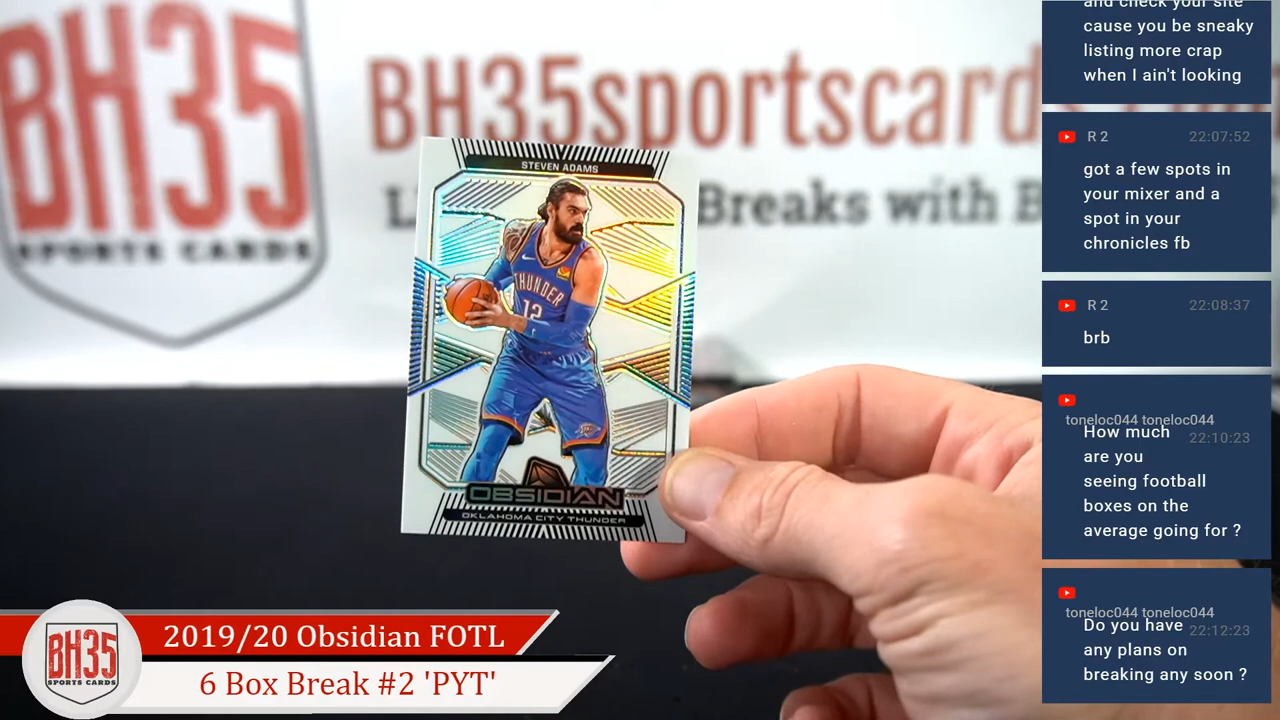 BH35
SPORTS CARDS
BH35sportscard
Breaks with B
STEVEN ADAMS
THUNDER
12
OBSIDIAN
OKLAHOMA CITY THUNDER
BH35
SPORTS CARDS
2019/20 Obsidian FOTL
6 Box Break #2 'PYT'
and check your site
cause you be sneaky
listing more crap
when I ain't looking
R 2 22:07:52
got a few spots in
your mixer and a
spot in your
chronicles fb
R 2 22:08:37
brb
toneloc044 toneloc044
How much 22:10:23
are you
seeing football
boxes on the
average going for ?
toneloc044 toneloc044
Do you have 22:12:23
any plans on
breaking any soon ?